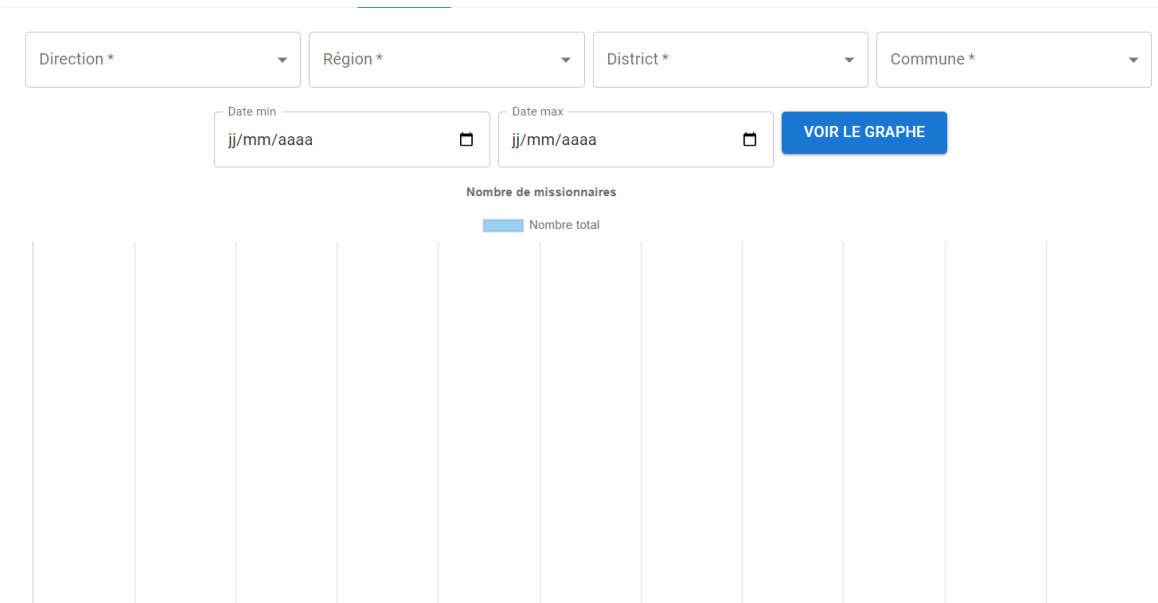 Direction * Région * District * Commune *
Date min Date max
jj/mm/aaaa jj/mm/aaaa VOIR LE GRAPHE
Nombre de missionnaires
Nombre total